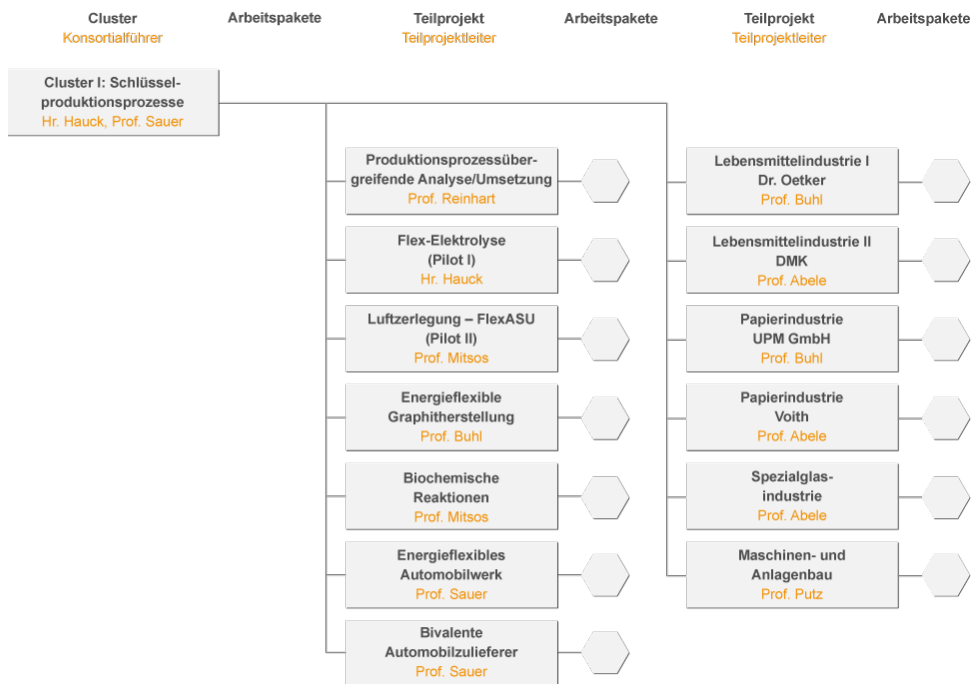 Cluster
Konsortialführer
Arbeitspakete
Teilprojekt
Teilprojektleiter
Arbeitspakete
Teilprojekt
Teilprojektleiter
Arbeitspakete
Cluster I: Schlüssel-
produktionsprozesse
Hr. Hauck, Prof. Sauer
Produktionsprozessüber-
greifende Analyse/Umsetzung
Prof. Reinhart
Flex-Elektrolyse
(Pilot I)
Hr. Hauck
Luftzerlegung – FlexASU
(Pilot II)
Prof. Mitsos
Energieflexible
Graphitherstellung
Prof. Buhl
Biochemische
Reaktionen
Prof. Mitsos
Energieflexibles
Automobilwerk
Prof. Sauer
Bivalente
Automobilzulieferer
Prof. Sauer
Lebensmittelindustrie I
Dr. Oetker
Prof. Buhl
Lebensmittelindustrie II
DMK
Prof. Abele
Papierindustrie
UPM GmbH
Prof. Buhl
Papierindustrie
Voith
Prof. Abele
Spezialglas-
industrie
Prof. Abele
Maschinen- und
Anlagenbau
Prof. Putz